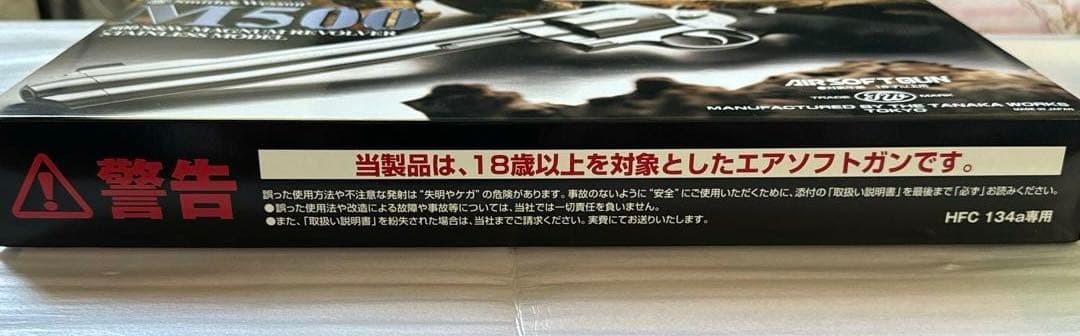 M500
MAGNUM REVOLVER
STAINLESS MODEL
AIRSOFTGUN
TRADE MARK
MANUFACTURED BY THE TANAKA WORKS
TOKYO MADE IN JAPAN
警告
当製品は、18歳以上を対象としたエアソフトガンです。
誤った使用方法や不注意な発射は"失明やケガ"の危険があります。事故のないように"安全"にご使用いただくために、添付の「取扱い説明書」を最後まで「必ず」お読みください。
●誤った使用法や改造による故障や事故等については、当社では一切責任を負いません。
●また、「取扱い説明書」を紛失された場合は、当社までご請求ください。実費にてお送りいたします。
HFC 134a専用